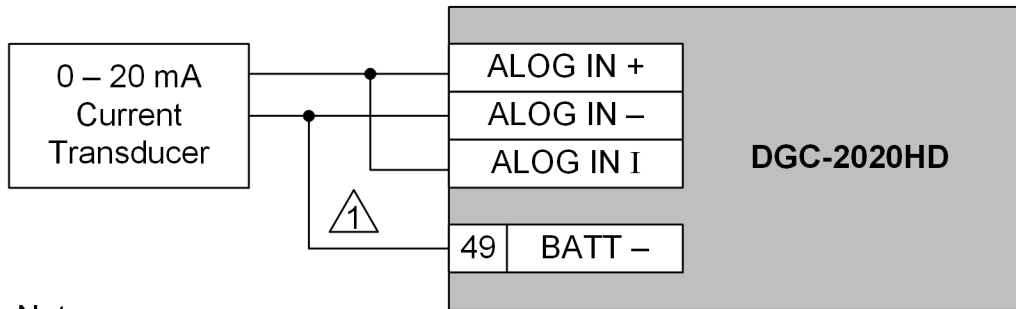 0 – 20 mA
Current
Transducer
ALOG IN +
ALOG IN –
ALOG IN I
DGC-2020HD
1
49 BATT –